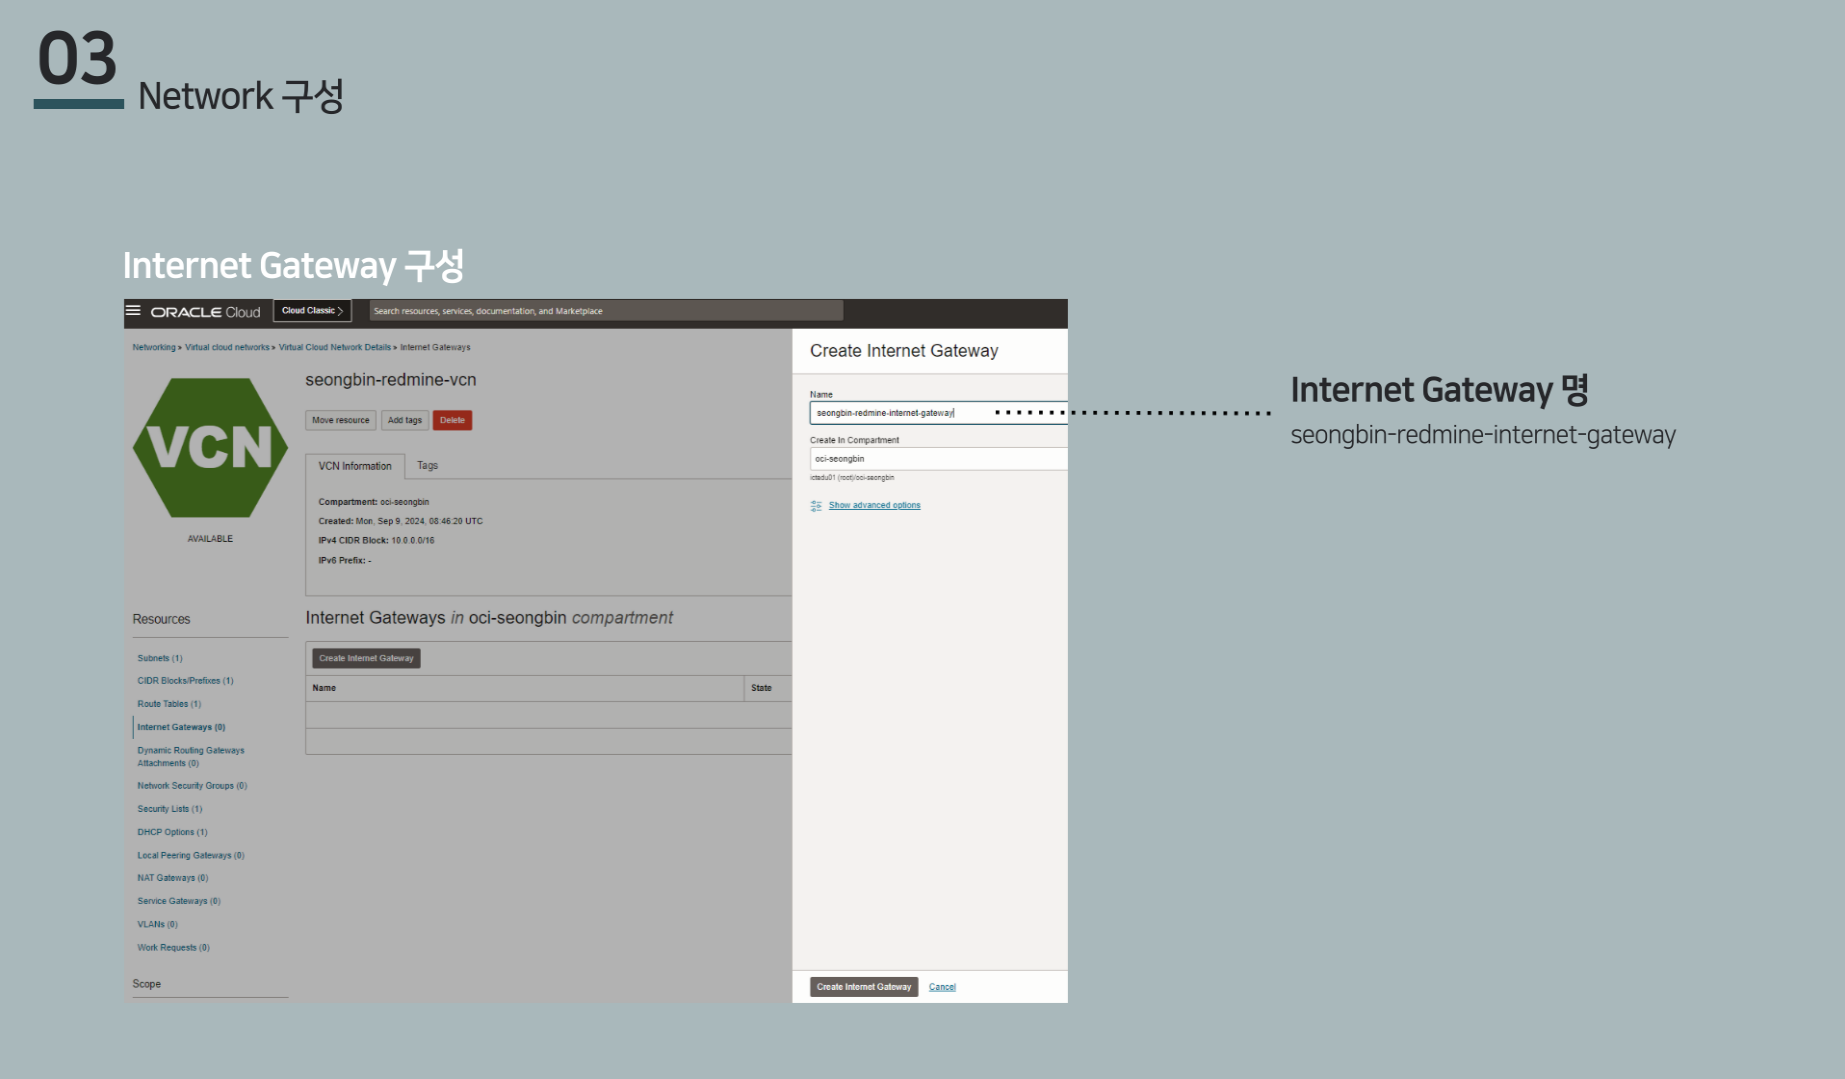 03
Network 구성
Internet Gateway 구성
ORACLE Cloud
Cloud Classic >
Search resources, services, documentation, and Marketplace
Networking » Virtual cloud networks » Virtual Cloud Network Details » Internet Gateways
VCN
AVAILABLE
seongbin-redmine-vcn
Move resource
Add tags
Delete
VCN Information
Tags
Compartment: oci-seongbin
Created: Mon, Sep 9, 2024, 08:46:20 UTC
IPv4 CIDR Block: 10.0.0.0/16
IPv6 Prefix: -
Resources
Subnets (1)
CIDR Blocks/Prefixes (1)
Route Tables (1)
Internet Gateways (0)
Dynamic Routing Gateways
Attachments (0)
Network Security Groups (0)
Security Lists (1)
DHCP Options (1)
Local Peering Gateways (0)
NAT Gateways (0)
Service Gateways (0)
VLANs (0)
Work Requests (0)
Scope
Internet Gateways in oci-seongbin compartment
Create Internet Gateway
Name
State
Create Internet Gateway
Name
seongbin-redmine-internet-gateway
Create In Compartment
oci-seongbin
ictedu01 (root)/oci-seongbin
Show advanced options
Create Internet Gateway
Cancel
Internet Gateway 명
seongbin-redmine-internet-gateway